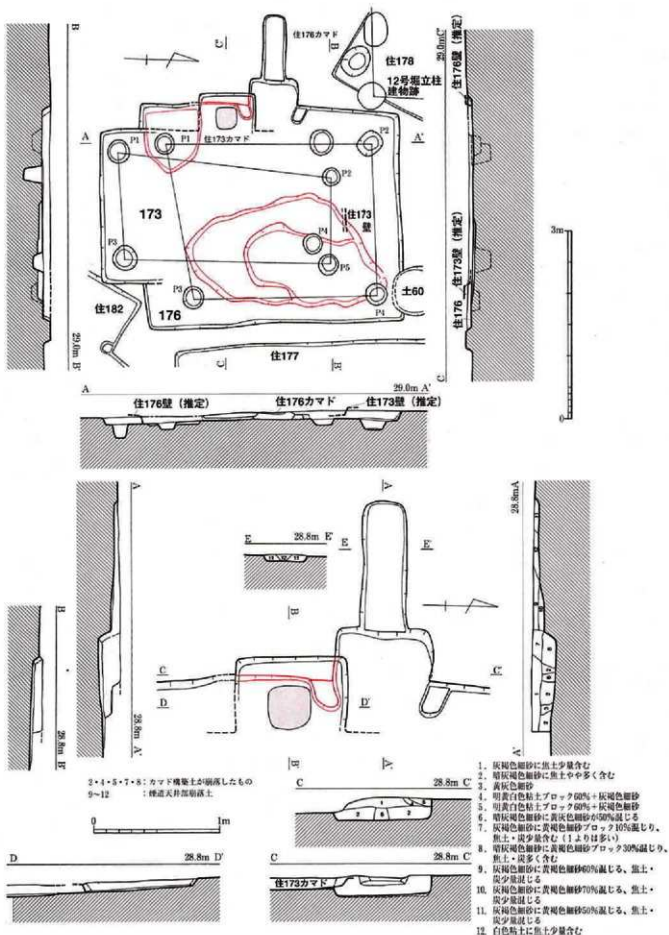 B
C'
B
住176カマド
住178
12号堀立柱
建物跡
29.0m C'
住176壁（推定）
A
A'
P1
P1
住173カマド
P2
P2
173
住173
壁
P4
P5
P3
P3
P4
176
土60
住182
住177
住176
住173壁（推定）
29.0m B'
C
B'
C
3m
0
A
29.0m A'
住176壁（推定）
住176カマド
住173壁（推定）
A
A
28.8m A
E
28.8m E'
11
12
11
E
E'
B
B
C
C'
D
D'
28.8m B'
28.8m A'
B'
A'
A'
2・4・5・7・8：カマド構築土が崩落したもの
9～12　：煙道天井部崩落土
0
1m
C
28.8m C'
D
28.8m D'
C
28.8m C'
住173カマド
1．灰褐色細砂に焦土少量含む
2．暗灰褐色細砂に焦土やや多く含む
3．黄灰色細砂
4．明黄白色粘土ブロック60%＋灰褐色細砂
5．明黄白色粘土ブロック60%＋灰褐色細砂
6．暗灰褐色細砂に黄灰色細砂が50%混じる
7．灰褐色細砂に黄褐色細砂ブロック10%混じり、
焦土・炭少量含む（1よりは多い）
8．暗灰褐色細砂に黄褐色細砂ブロック30%混じり、
焦土・炭多く含む
9．灰褐色細砂に黄褐色細砂60%混じる、焦土・
炭少量混じる
10．灰褐色細砂に黄褐色細砂70%混じる、焦土・
炭少量混じる
11．灰褐色細砂に黄褐色細砂50%混じる、焦土・
炭少量混じる
12．白色粘土に焦土少量含む